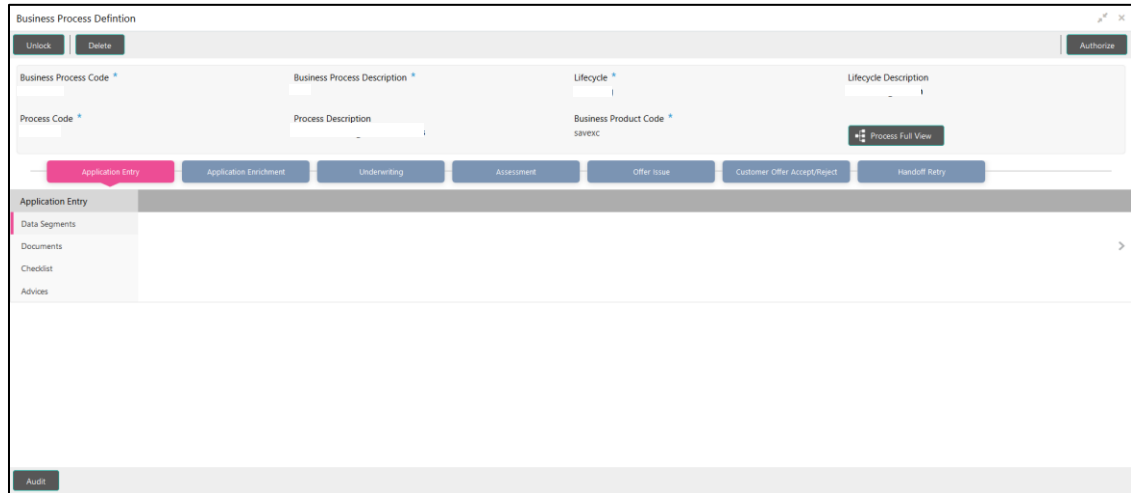 Business Process Defintion
Unlock Delete Authorize
Business Process Code * Business Process Description * Lifecycle * Lifecycle Description
Process Code * Process Description Business Product Code *
savexc
Process Full View
Application Entry Application Enrichment Underwriting Assessment Offer Issue Customer Offer Accept/Reject Handoff Retry
Application Entry
Data Segments
Documents
Checklist
Advices
Audit